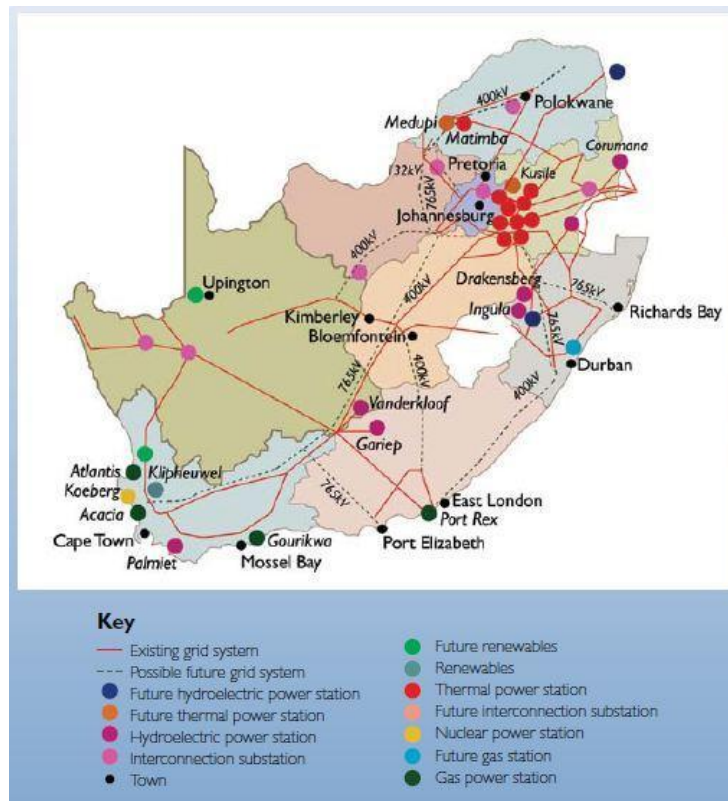 400kV
Polokwane
Medupi
Matimba
Corumana
Pretoria
Kusile
132kV
765kV
Johannesburg
400kV
Upington
400kV
Drakensberg
765kV
Kimberley
Ingula
Richards Bay
Bloemfontein
765kV
Durban
765kV
400kV
Vanderkloof
400kV
Gariep
Atlantis
Klipheuwel
Koeberg
765kV
East London
Acacia
Port Rex
Cape Town
Gourikwa
Port Elizabeth
Palmiet
Mossel Bay
Key
Existing grid system
Possible future grid system
Future hydroelectric power station
Future thermal power station
Hydroelectric power station
Interconnection substation
Town
Future renewables
Renewables
Thermal power station
Future interconnection substation
Nuclear power station
Future gas station
Gas power station